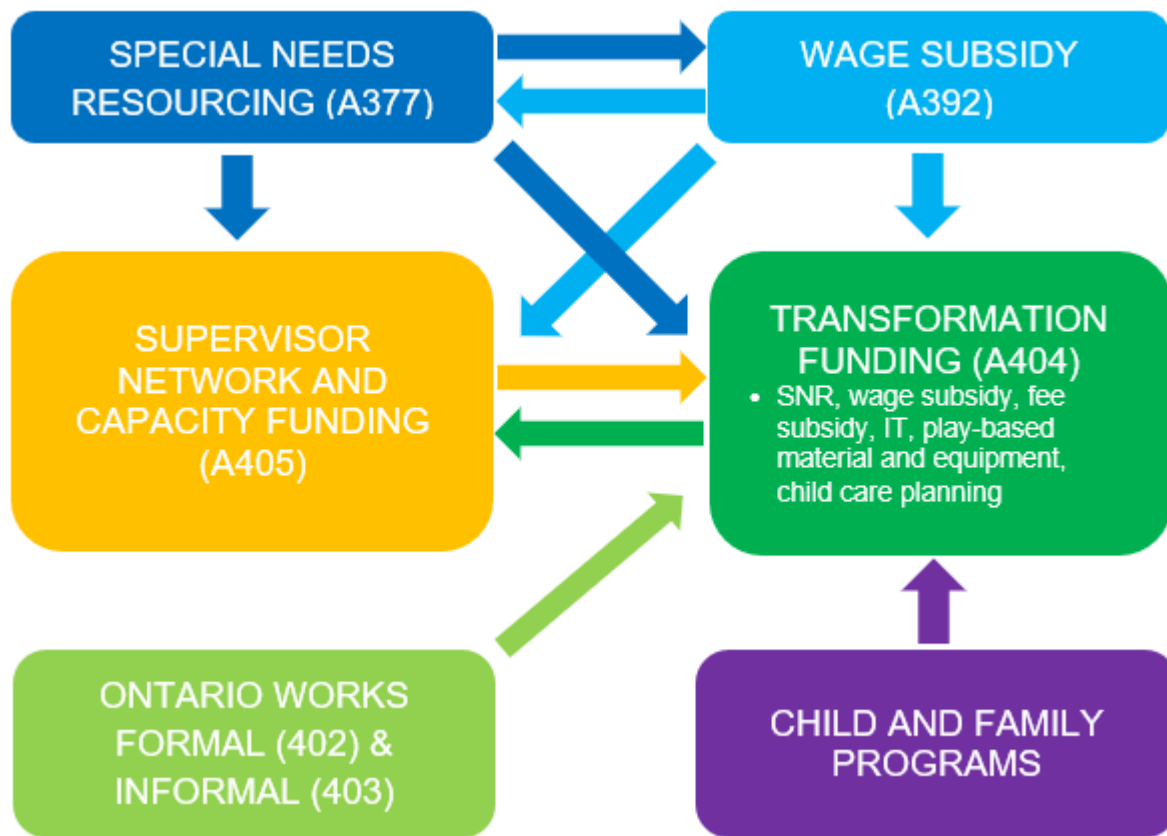 SPECIAL NEEDS
RESOURCING (A377)
WAGE SUBSIDY
(A392)
SUPERVISOR
NETWORK AND
CAPACITY FUNDING
(A405)
TRANSFORMATION
FUNDING (A404)
• SNR, wage subsidy, fee
subsidy, IT, play-based
material and equipment,
child care planning
ONTARIO WORKS
FORMAL (402) &
INFORMAL (403)
CHILD AND FAMILY
PROGRAMS